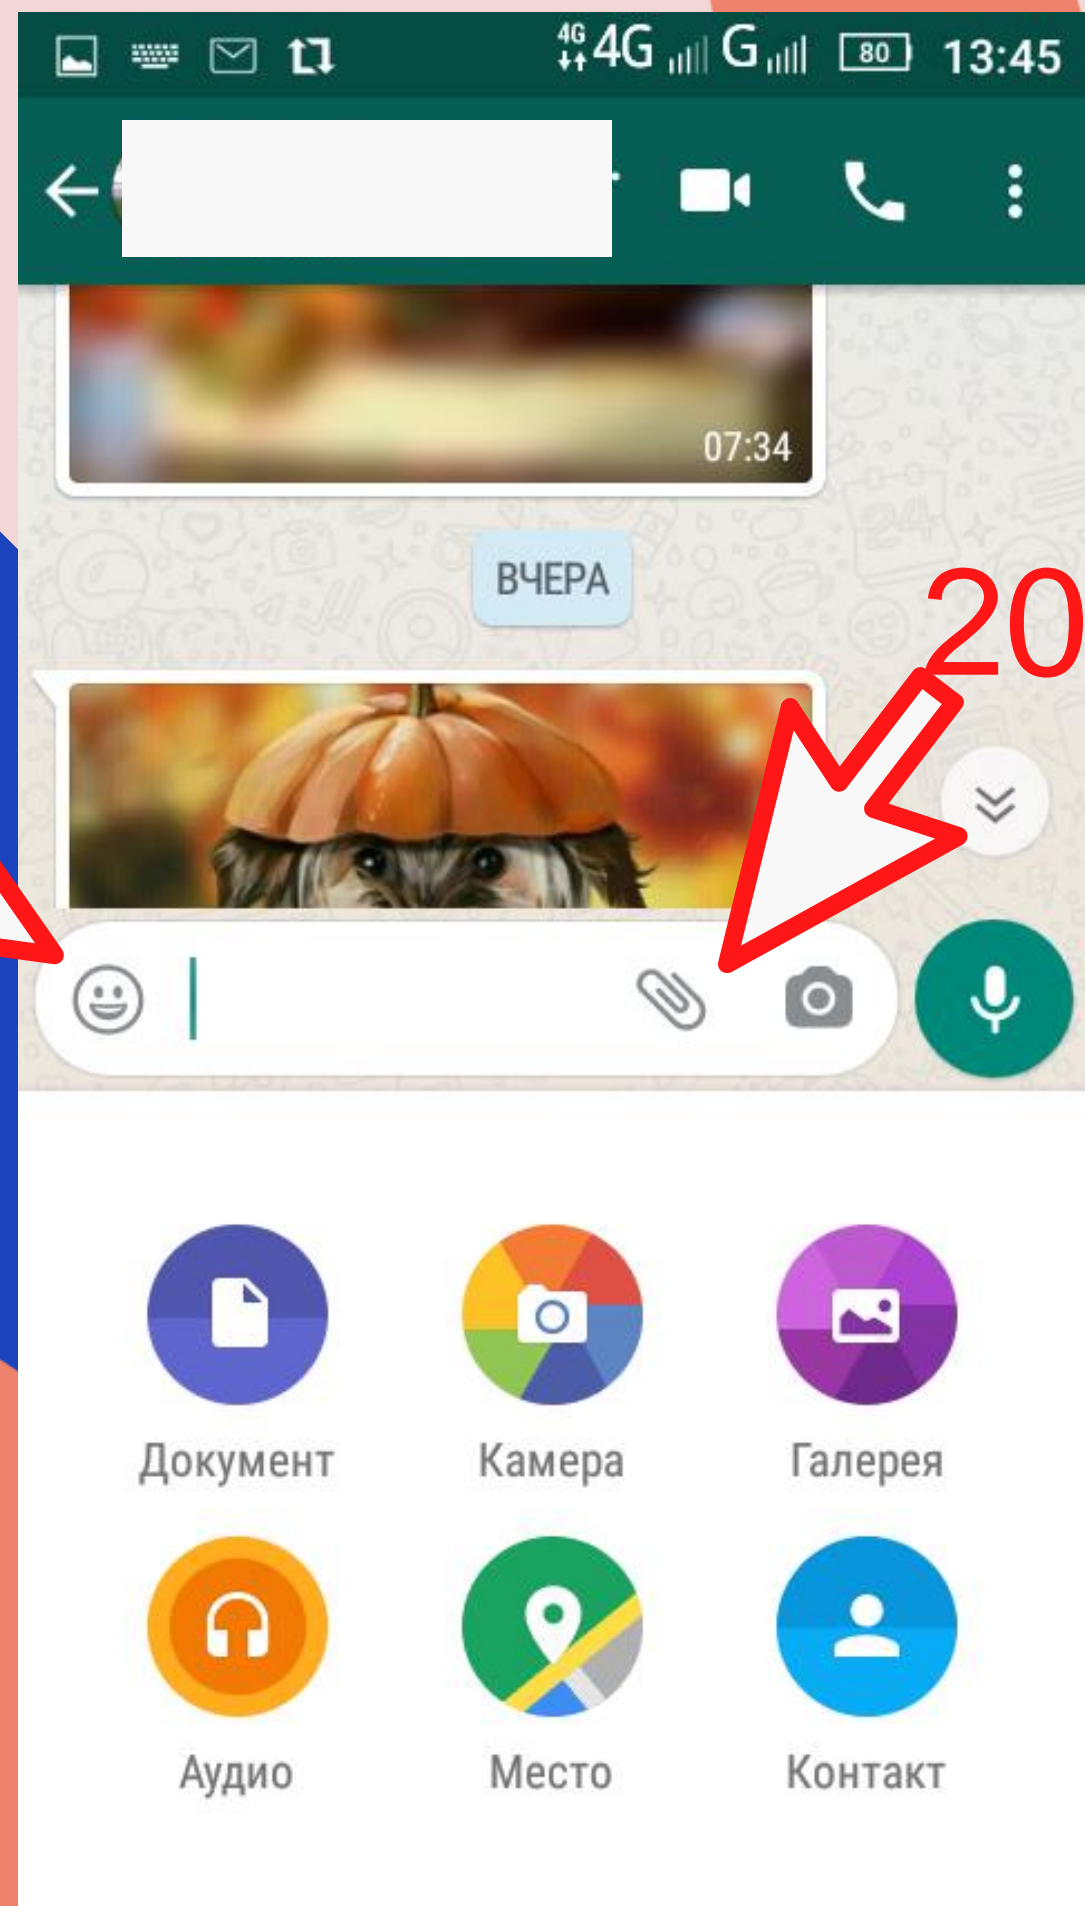 4G 4G G 80 13:45
07:34
ВЧЕРА
20
Документ Камера Галерея
Аудио Место Контакт